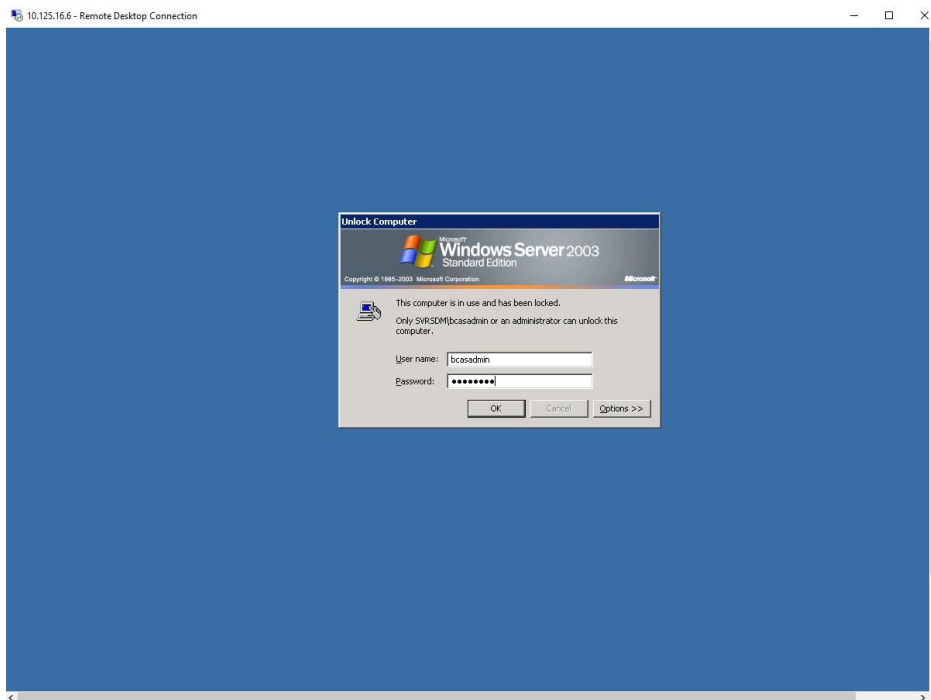 10.125.16.6 - Remote Desktop Connection
Unlock Computer
Microsoft
Windows Server 2003
Standard Edition
Copyright © 1985-2003 Microsoft Corporation
Microsoft
This computer is in use and has been locked.
Only SVRSDM\bcasadmin or an administrator can unlock this
computer.
User name: bcasadmin
Password: ●●●●●●●●
OK Cancel Options >>